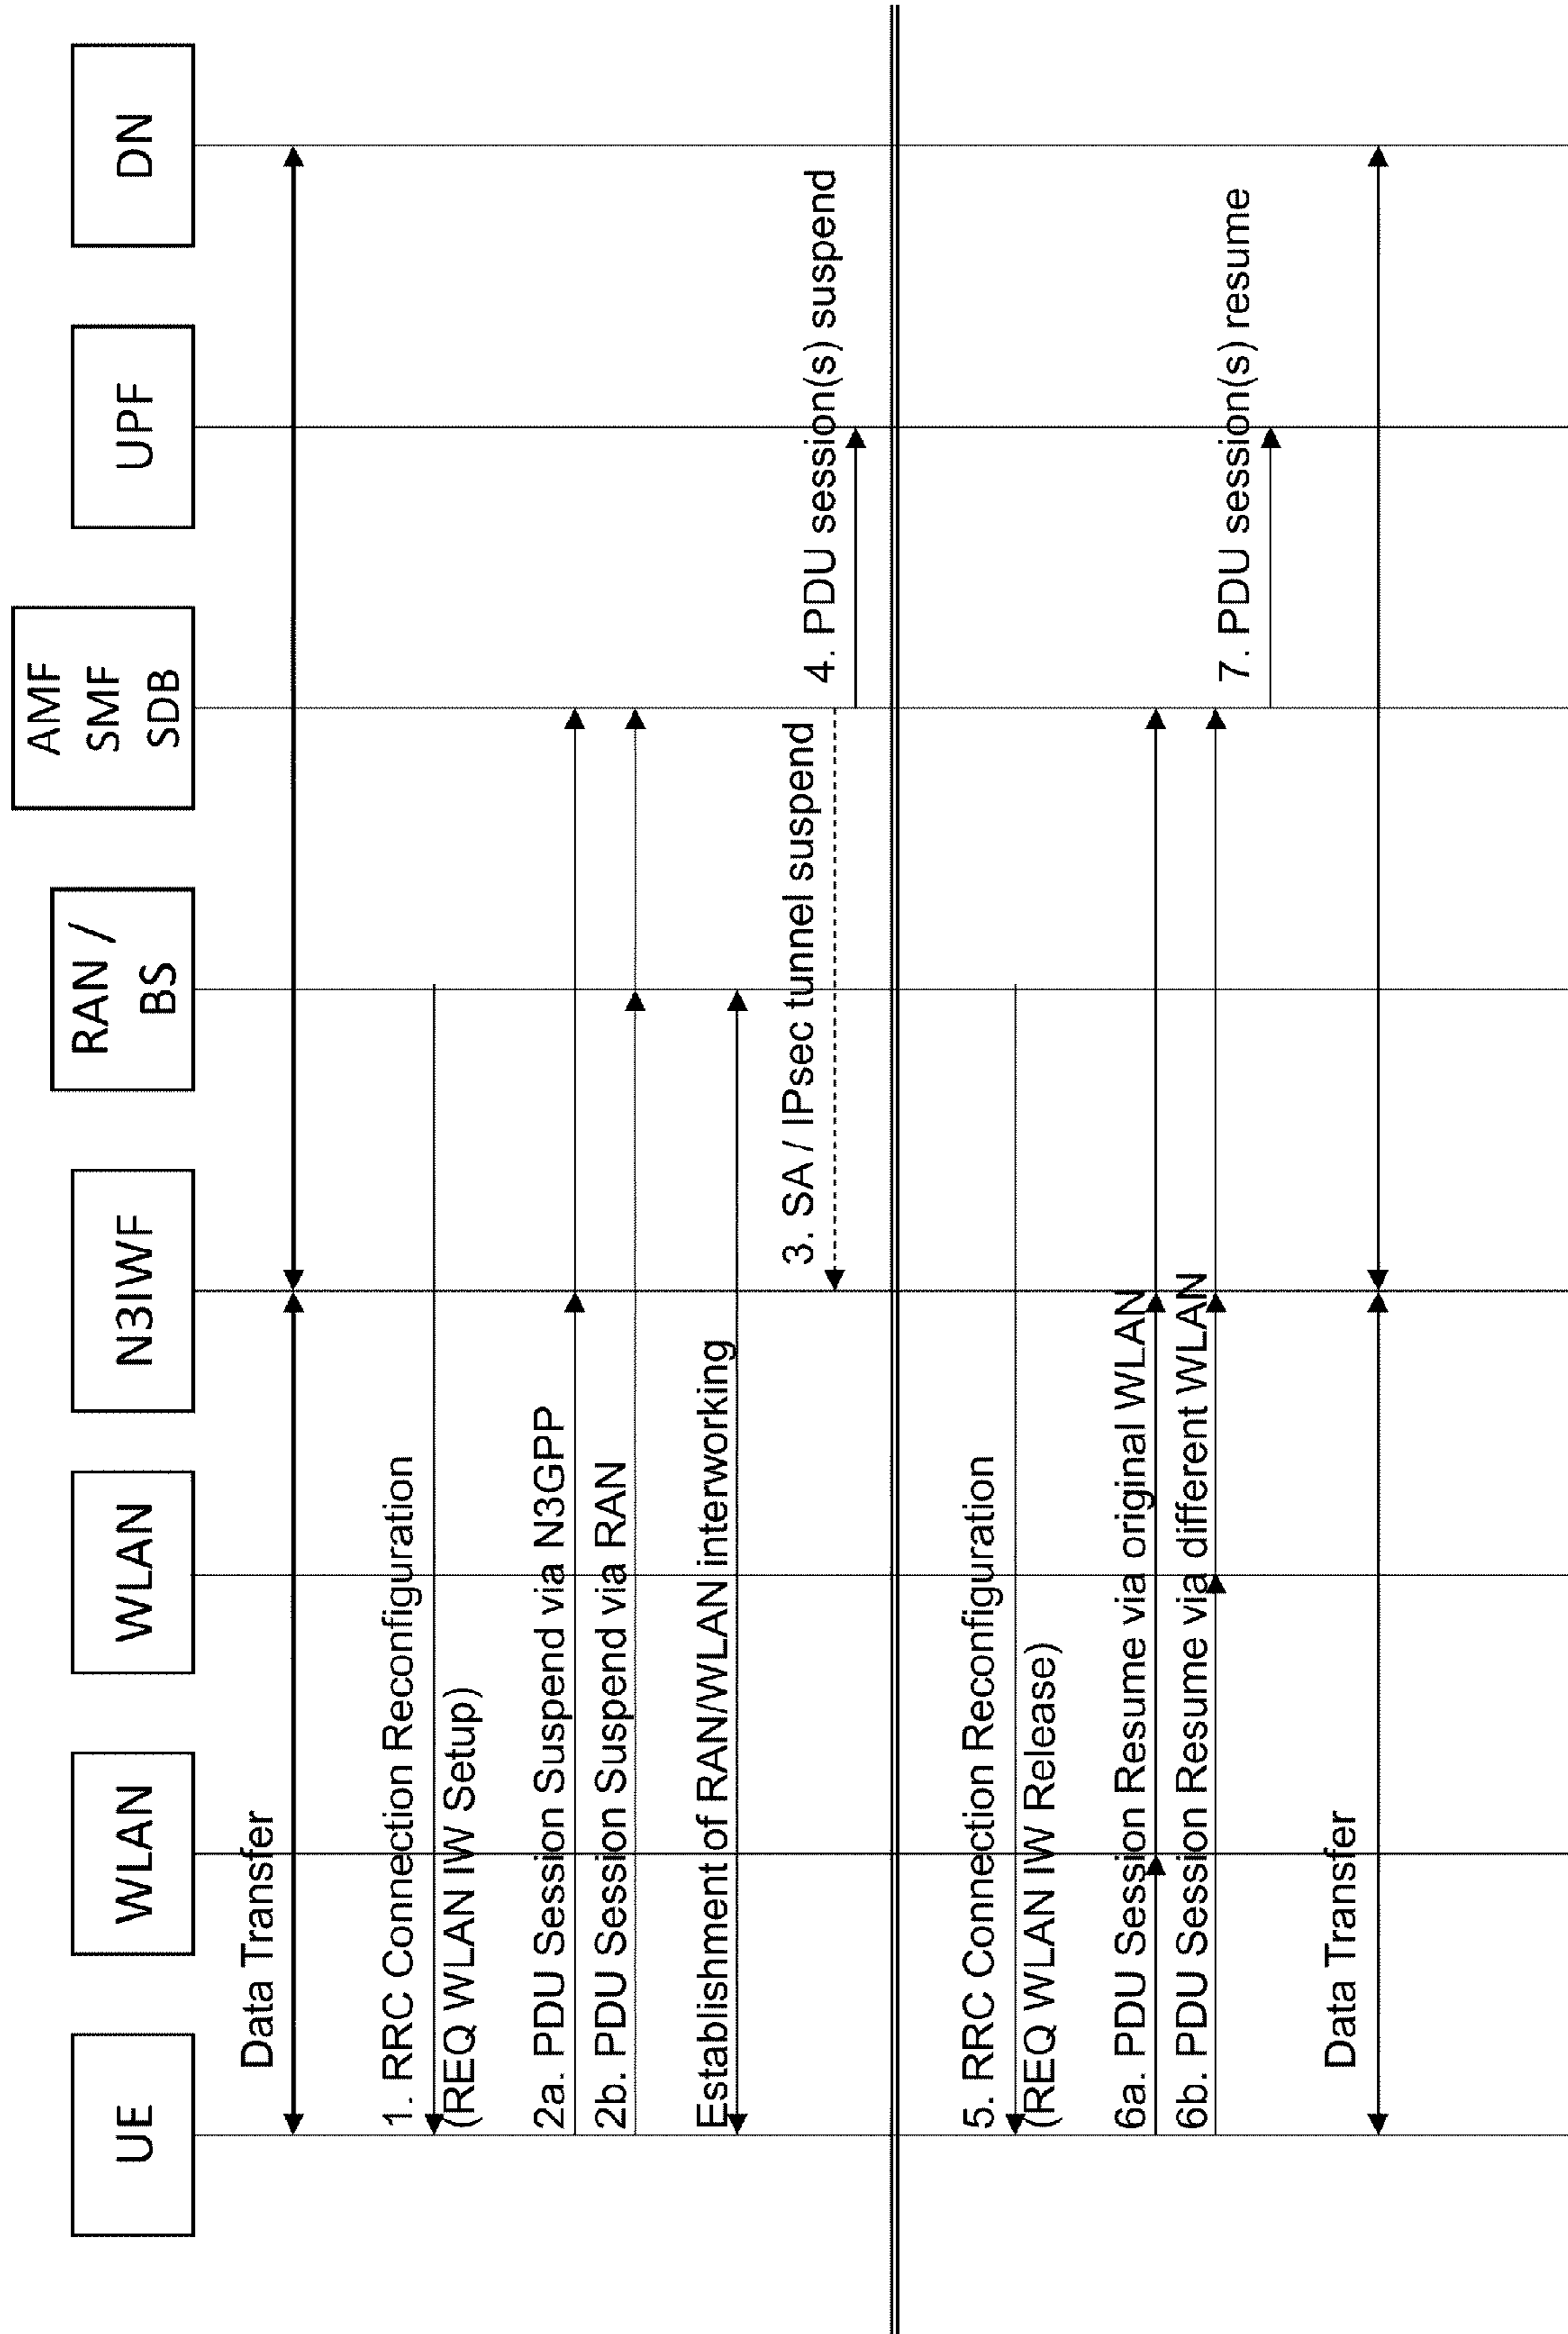 UE
WLAN
WLAN
N3IWF
RAN /
BS
AMF
SMF
SDB
UPF
DN
Data Transfer
1. RRC Connection Reconfiguration
(REQ WLAN IW Setup)
2a. PDU Session Suspend via N3GPP
2b. PDU Session Suspend via RAN
Establishment of RAN/WLAN interworking
3. SA / IPsec tunnel suspend
4. PDU session(s) suspend
5. RRC Connection Reconfiguration
(REQ WLAN IW Release)
6a. PDU Session Resume via original WLAN
6b. PDU Session Resume via different WLAN
7. PDU session(s) resume
Data Transfer